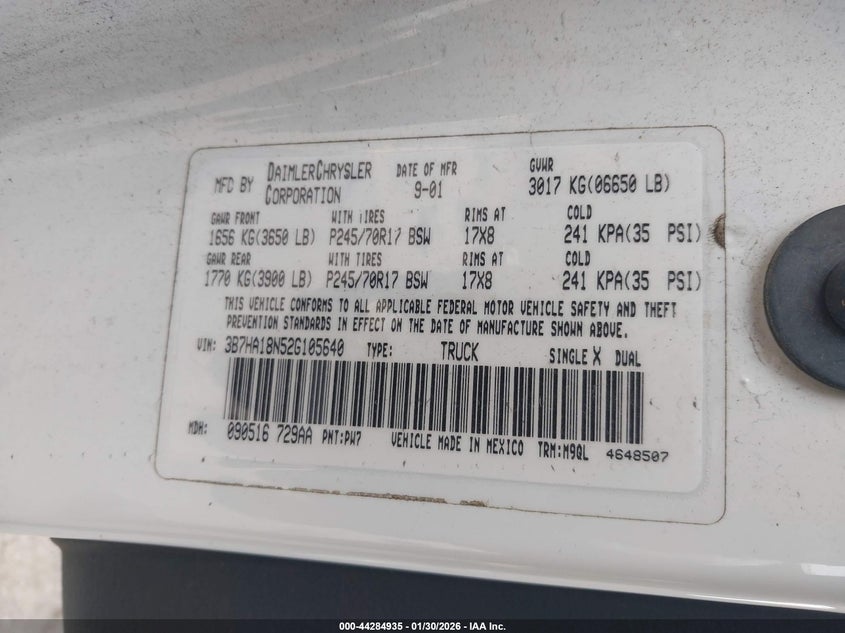 MFC BY DAIMLERCHRYSLER CORPORATION DATE OF MFR 9-01 GVWR 3017 KG(06650 LB)
GAWR FRONT WITH TIRES RIMS AT COLD
1656 KG(3650 LB) P245/70R17 BSW 17X8 241 KPA(35 PSI)
GAWR REAR WITH TIRES RIMS AT COLD
1770 KG(3900 LB) P245/70R17 BSW 17X8 241 KPA(35 PSI)
THIS VEHICLE CONFORMS TO ALL APPLICABLE FEDERAL MOTOR VEHICLE SAFETY AND THEFT
PREVENTION STANDARDS IN EFFECT ON THE DATE OF MANUFACTURE SHOWN ABOVE.
VIN: 3B7HA18N52G105640 TYPE: TRUCK SINGLE X DUAL
MDH: 090516 729AA PNT:PW7 VEHICLE MADE IN MEXICO TRM:M9QL 4648507
000-44284935 - 01/30/2026 - IAA Inc.